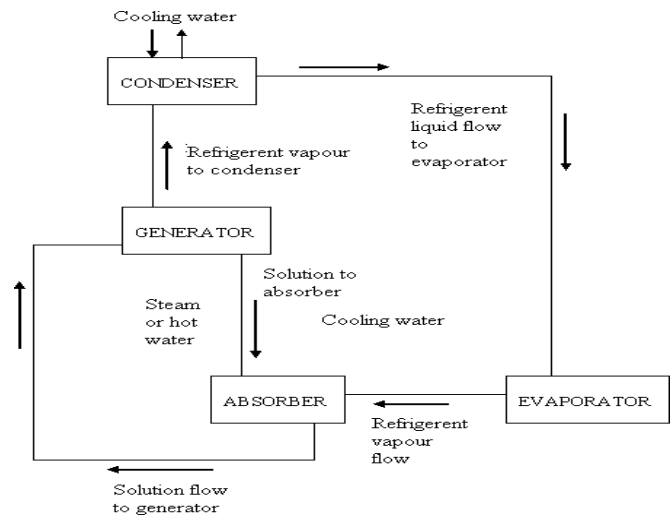 Cooling water
CONDENSER
Refrigerent
liquid flow
to
evaporator
Refrigerent vapour
to condenser
GENERATOR
Solution to
absorber
Steam
or hot
water
Cooling water
ABSORBER
EVAPORATOR
Refrigerent
vapour
flow
Solution flow
to generator